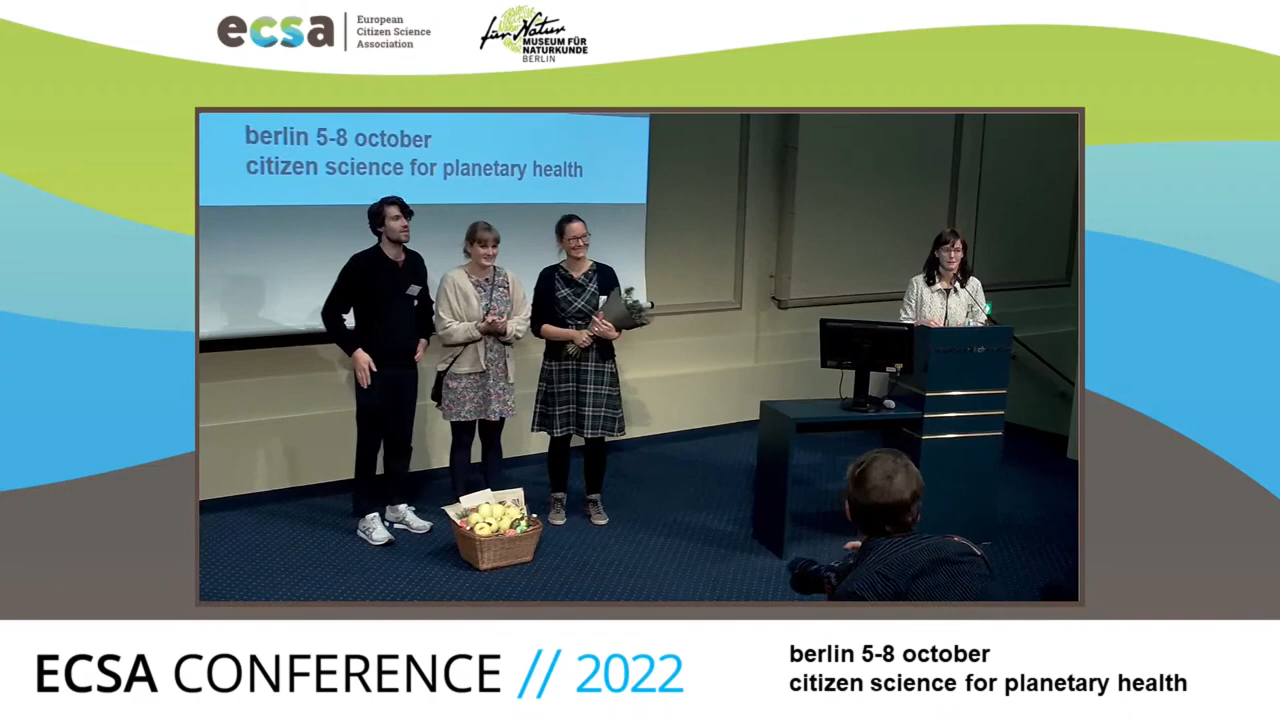 ecsa
European
Citizen Science
Association
für Natur
MUSEUM FÜR
NATURKUNDE
BERLIN
berlin 5-8 october
citizen science for planetary health
ECSA CONFERENCE // 2022
berlin 5-8 october
citizen science for planetary health